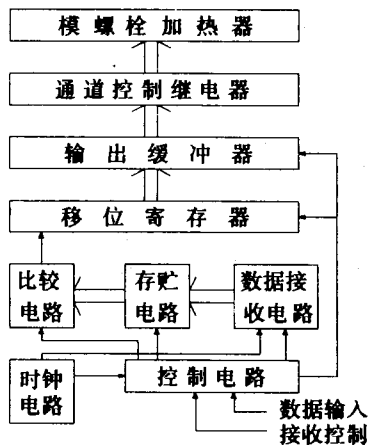 模螺栓加热器
通道控制继电器
输出缓冲器
移位寄存器
比较
电路
存贮
电路
数据接
收电路
时钟
电路
控制电路
数据输入
接收控制